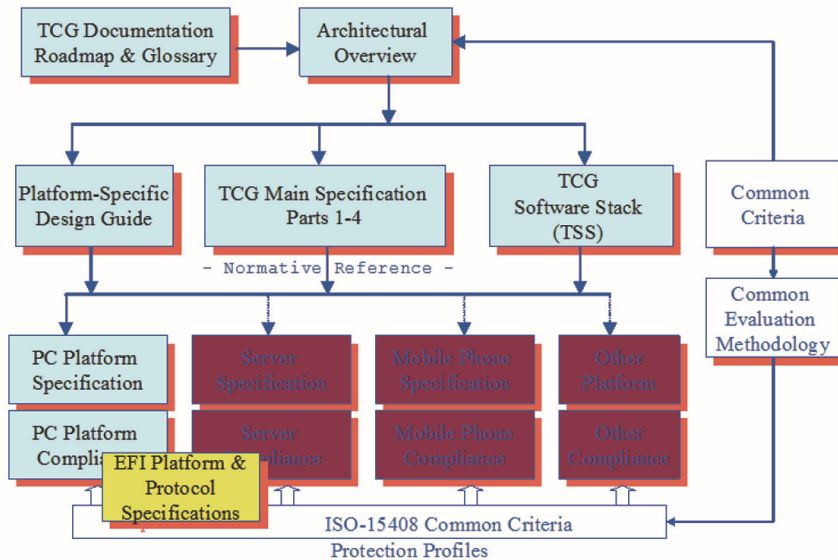 TCG Documentation
Roadmap & Glossary
Architectural
Overview
Platform-Specific
Design Guide
TCG Main Specification
Parts 1-4
TCG
Software Stack
(TSS)
Common
Criteria
- Normative Reference -
Common
Evaluation
Methodology
PC Platform
Specification
Server
Specification
Mobile Phone
Specification
Other
Platform
PC Platform
Server
Mobile Phone
Compliance
Other
Compliance
EFI Platform &
Protocol
Specifications
ISO-15408 Common Criteria
Protection Profiles